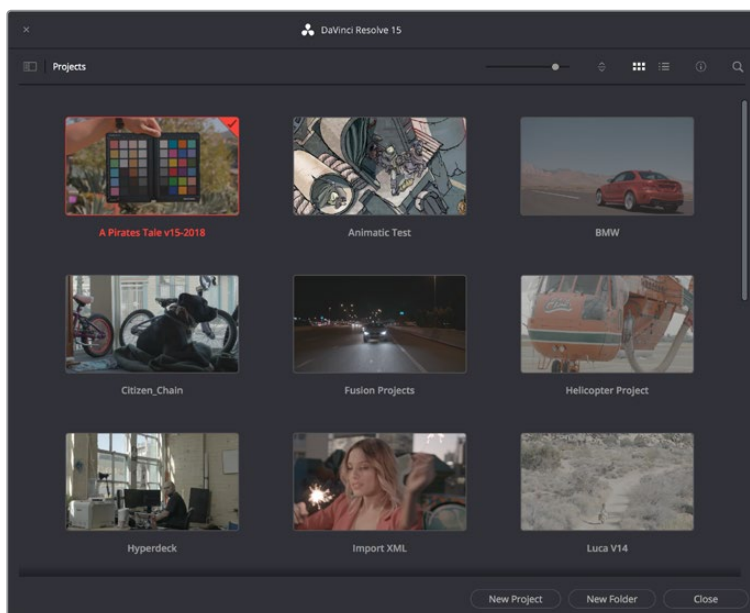 DaVinci Resolve 15
Projects
A Pirates Tale v15-2018
Animatic Test
BMW
Citizen_Chain
Fusion Projects
Helicopter Project
Hyperdeck
Import XML
Luca V14
New Project
New Folder
Close